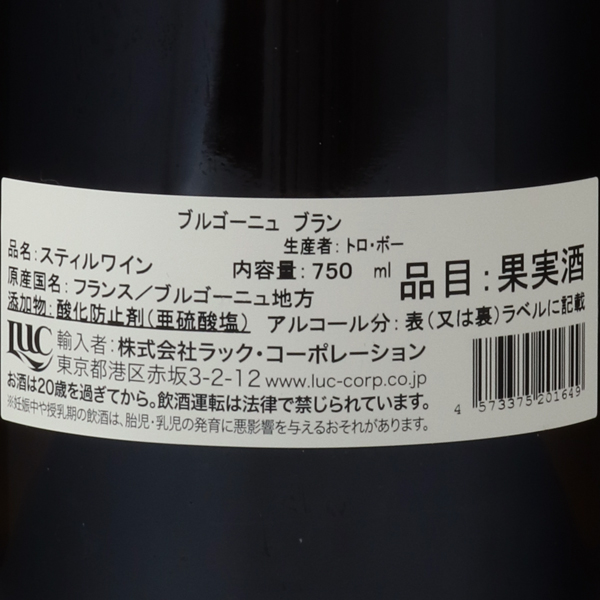 ブルゴーニュ ブラン
生産者:トロ・ボー
品名:スティルワイン
内容量:750 ml
品目:果実酒
原産国名:フランス/ブルゴーニュ地方
添加物:酸化防止剤(亜硫酸塩) アルコール分:表(又は裏)ラベルに記載
LUC
輸入者:株式会社ラック・コーポレーション
東京都港区赤坂3-2-12 www.luc-corp.co.jp
お酒は20歳を過ぎてから。飲酒運転は法律で禁じられています。
※妊娠中や授乳期の飲酒は、胎児・乳児の発育に悪影響を与えるおそれがあります。
4 573375 201649